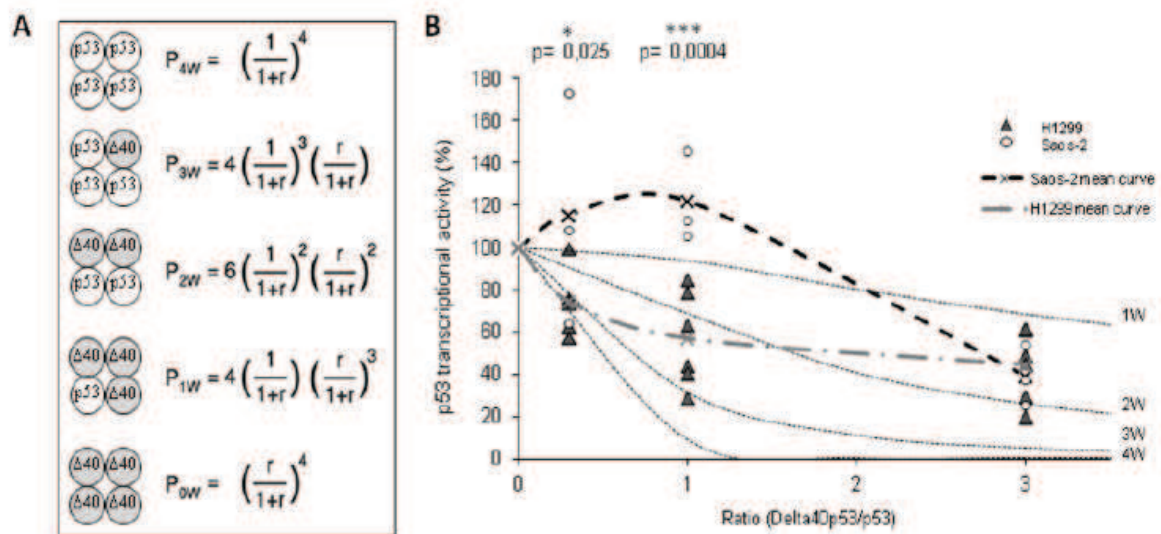 A
p53 p53
p53 p53
P4W = (1/1+r)^4
p53 Δ40
p53 p53
P3W = 4 (1/1+r)^3 (r/1+r)
Δ40 Δ40
p53 p53
P2W = 6 (1/1+r)^2 (r/1+r)^2
Δ40 Δ40
p53 Δ40
P1W = 4 (1/1+r) (r/1+r)^3
Δ40 Δ40
Δ40 Δ40
P0W = (r/1+r)^4
B
* ***
p= 0,025 p= 0,0004
p53 transcriptional activity (%)
180
160
140
120
100
80
60
40
20
0
0 1 2 3
Ratio (Delta40p53/p53)
H1299
Saos-2
Saos-2 mean curve
H1299 mean curve
1W
2W
3W
4W